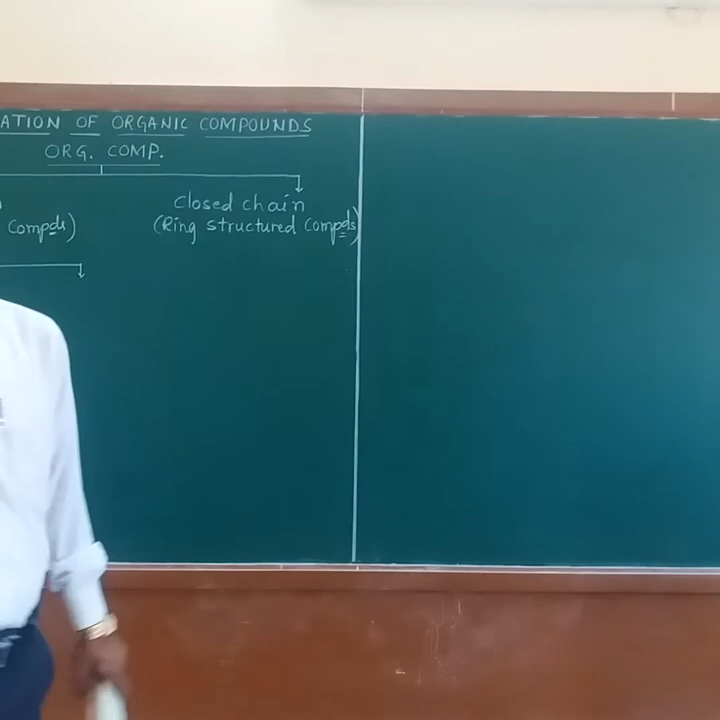 ATION OF ORGANIC COMPOUNDS
ORG. COMP.
Closed chain
Compds)
(Ring structured Compds)